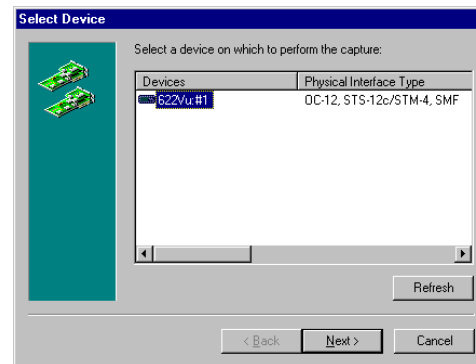 Select Device
Select a device on which to perform the capture:
Devices Physical Interface Type
622Vu:#1 OC-12, STS-12c/STM-4, SMF
Refresh
< Back Next > Cancel